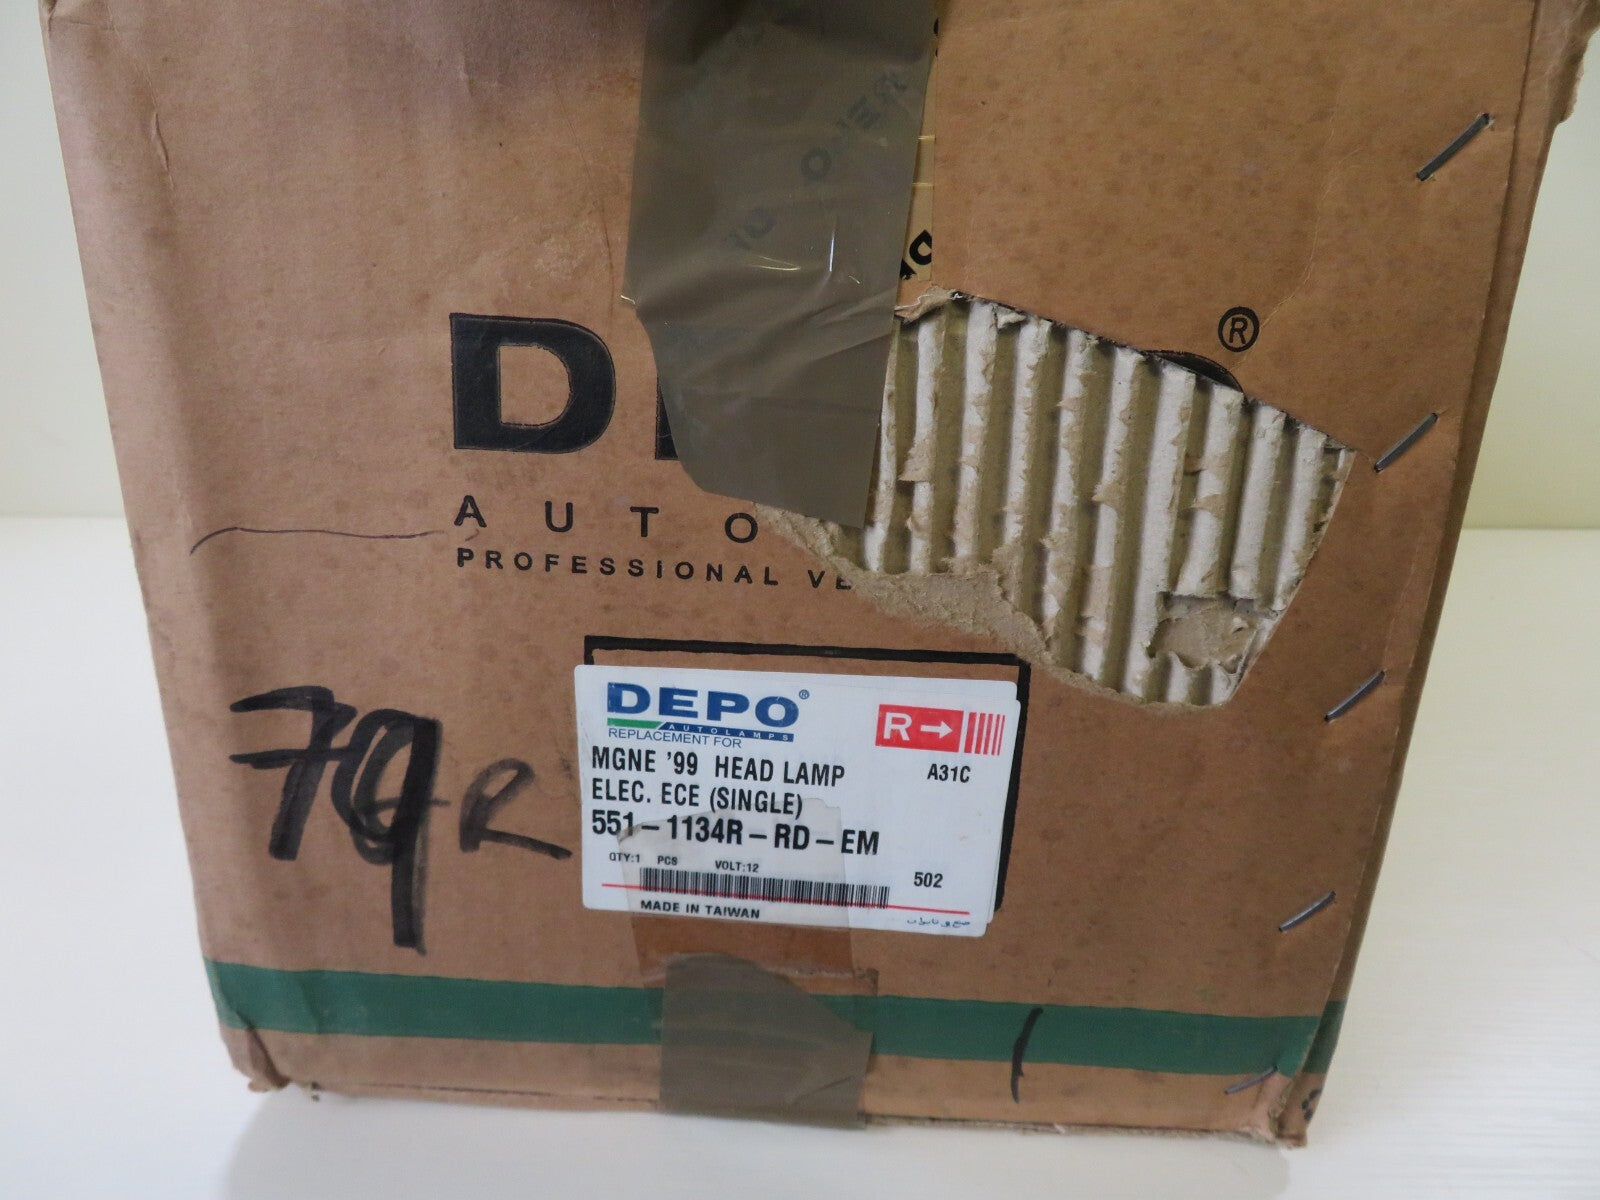 D
®
AUTO
PROFESSIONAL VE
DEPO®
AUTOLAMPS
REPLACEMENT FOR
R→
MGNE '99 HEAD LAMP
A31C
ELEC. ECE (SINGLE)
551-1134R-RD-EM
QTY:1 PCS VOLT:12
502
MADE IN TAIWAN
R